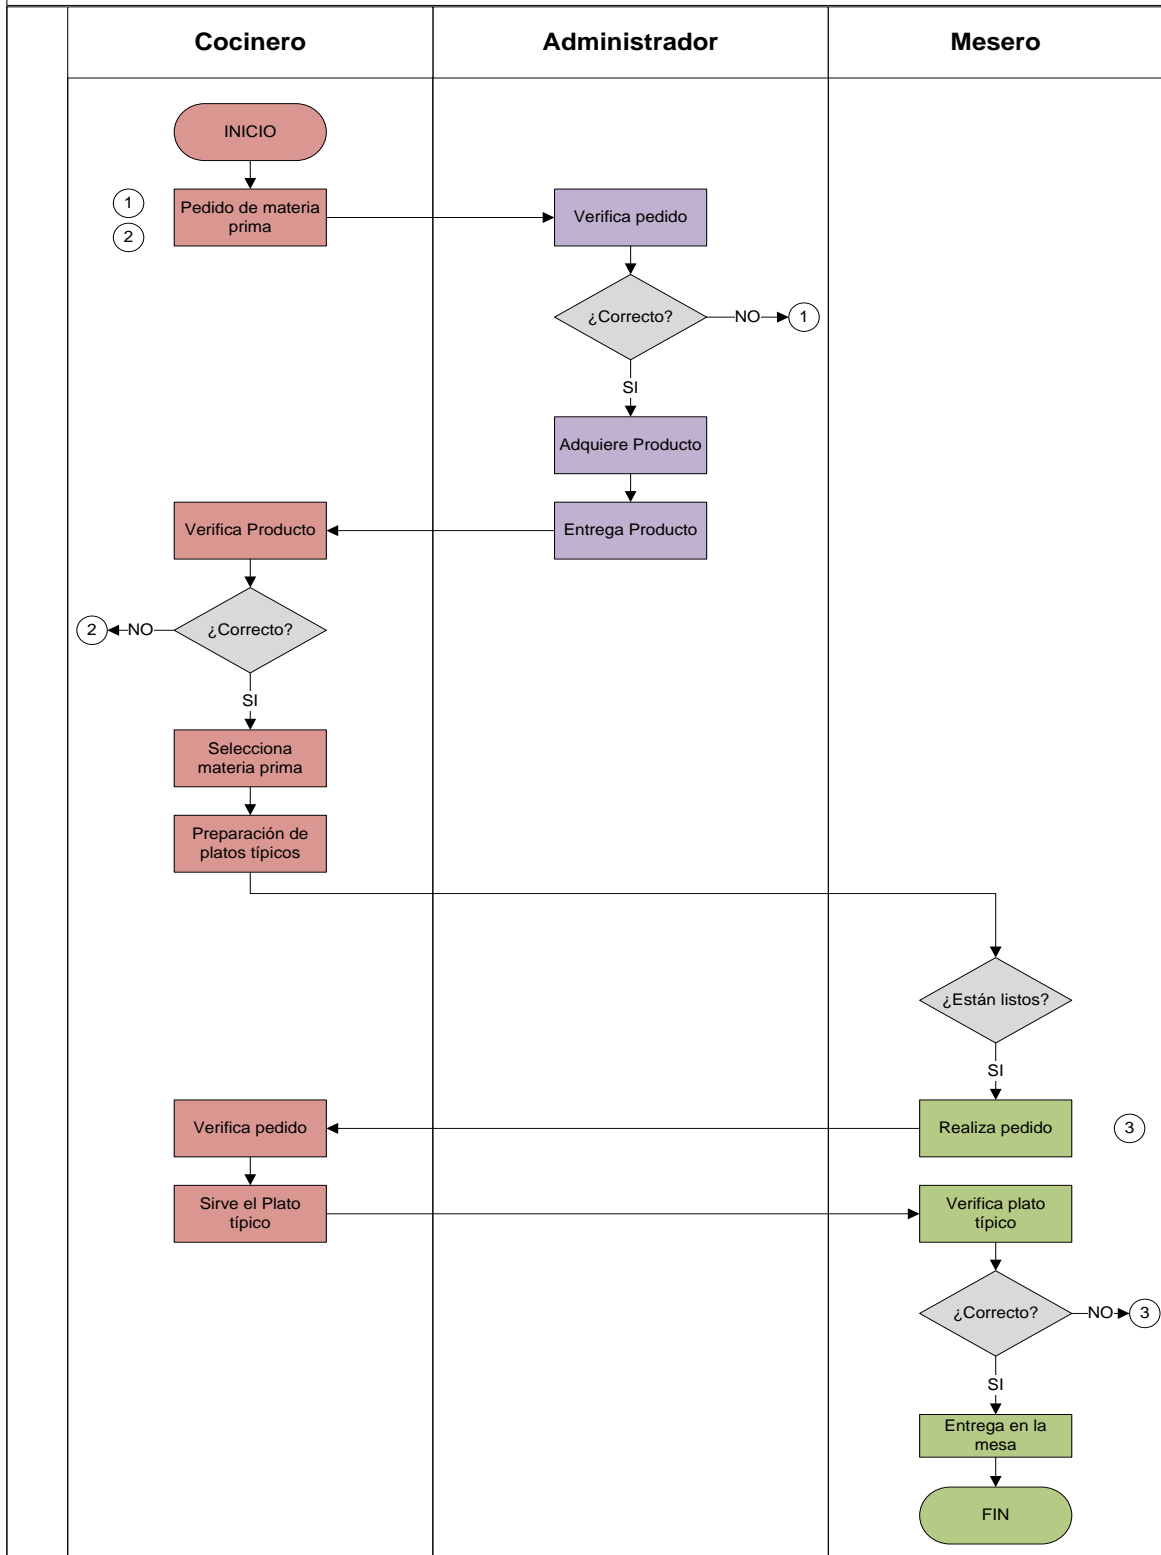 Cocinero
Administrador
Mesero
INICIO
1
Pedido de materia
prima
2
Verifica pedido
¿Correcto?
NO
1
SI
Adquiere Producto
Verifica Producto
Entrega Producto
2
NO
¿Correcto?
SI
Selecciona
materia prima
Preparación de
platos típicos
¿Están listos?
SI
Verifica pedido
Realiza pedido
3
Sirve el Plato
típico
Verifica plato
típico
¿Correcto?
NO
3
SI
Entrega en la
mesa
FIN